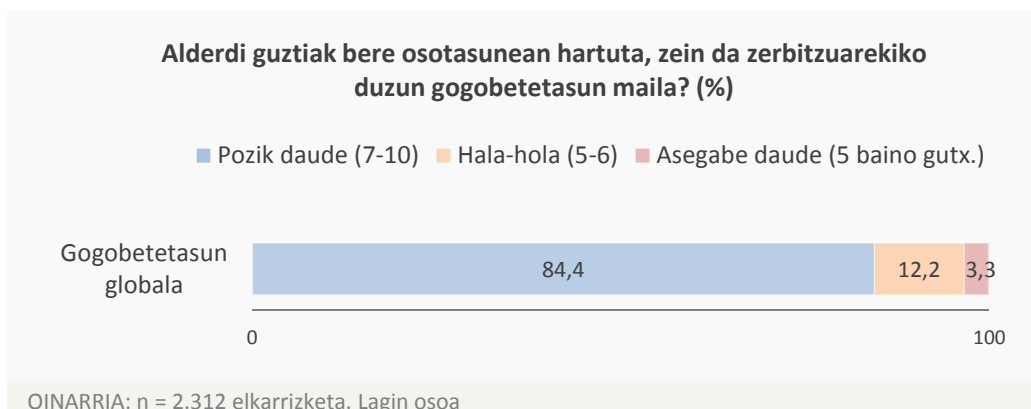 Alderdi guztiak bere osotasunean hartuta, zein da zerbitzuarekiko
duzun gogobetetasun maila? (%)
Pozik daude (7-10) Hala-hola (5-6) Asegabe daude (5 baino gutx.)
Gogobetetasun
globala
84,4 12,2 3,3
0 100
OINARRIA: n = 2.312 elkarrizketa. Lagin osoa